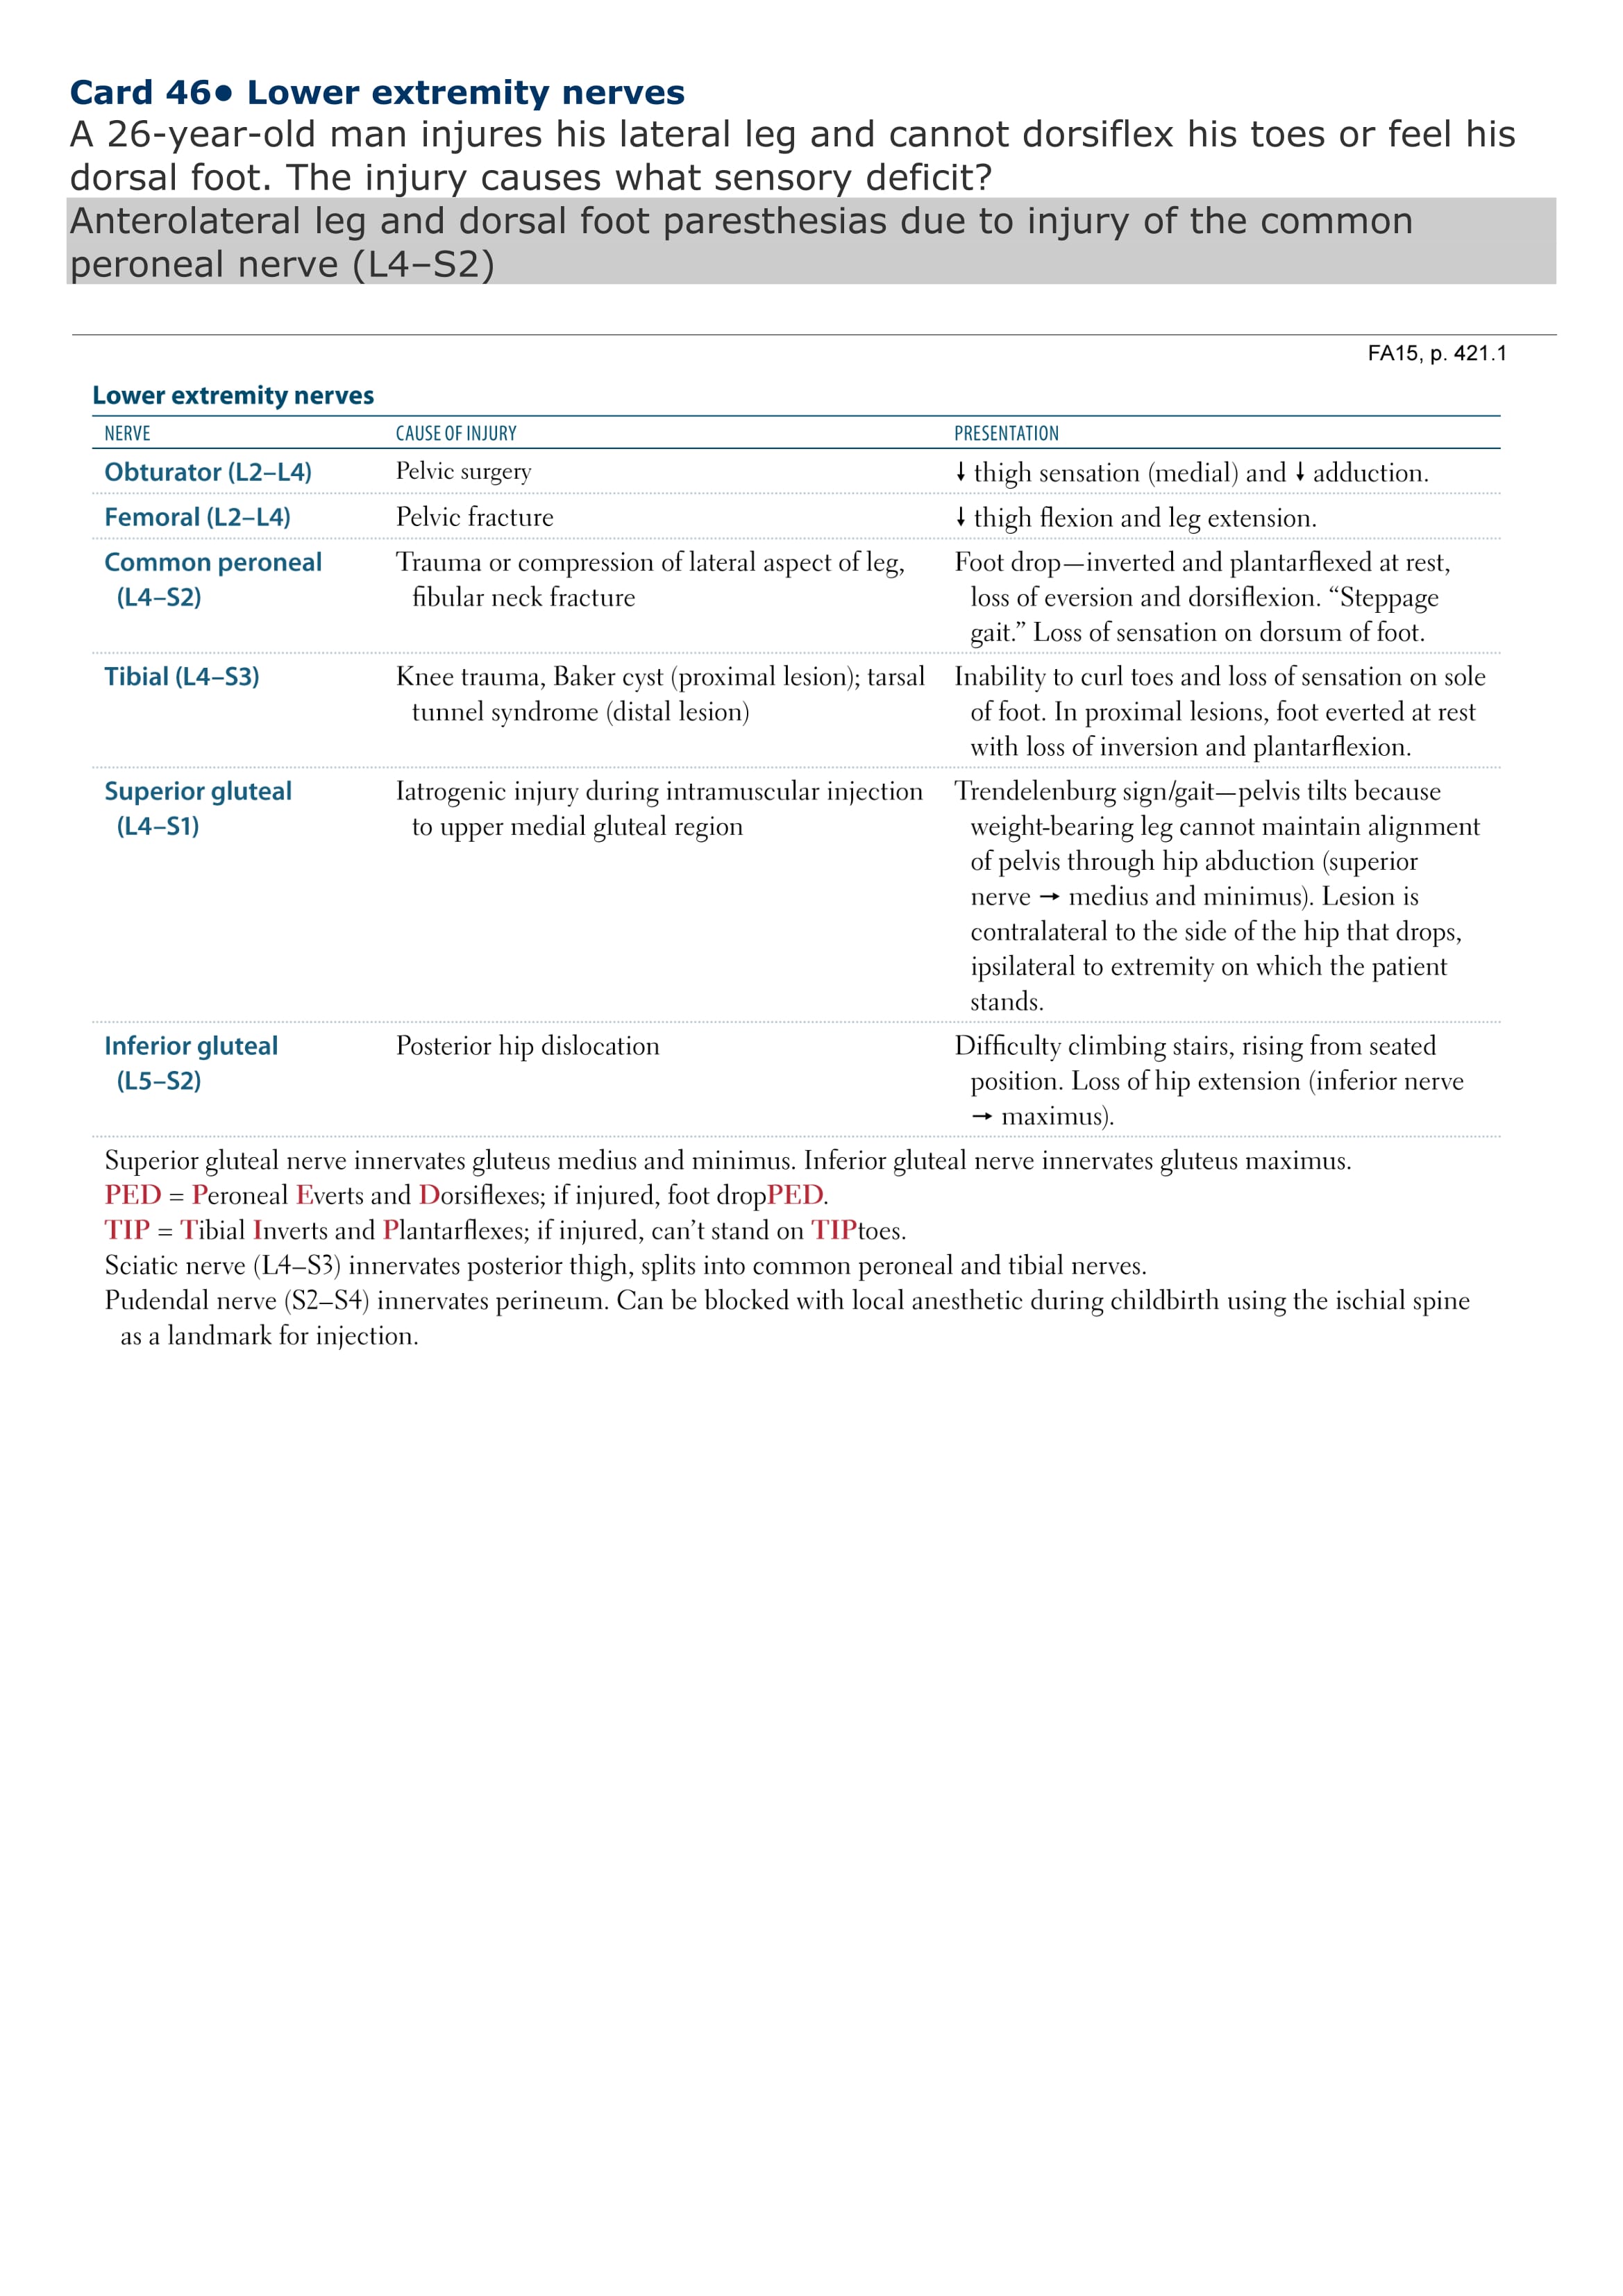 Card 46● Lower extremity nerves
A 26-year-old man injures his lateral leg and cannot dorsiflex his toes or feel his
dorsal foot. The injury causes what sensory deficit?
Anterolateral leg and dorsal foot paresthesias due to injury of the common
peroneal nerve (L4–S2)
FA15, p. 421.1
Lower extremity nerves
NERVE CAUSE OF INJURY PRESENTATION
Obturator (L2–L4) Pelvic surgery ↓ thigh sensation (medial) and ↓ adduction.
Femoral (L2–L4) Pelvic fracture ↓ thigh flexion and leg extension.
Common peroneal Trauma or compression of lateral aspect of leg, Foot drop—inverted and plantarflexed at rest,
(L4–S2) fibular neck fracture loss of eversion and dorsiflexion. “Steppage
gait.” Loss of sensation on dorsum of foot.
Tibial (L4–S3) Knee trauma, Baker cyst (proximal lesion); tarsal Inability to curl toes and loss of sensation on sole
tunnel syndrome (distal lesion) of foot. In proximal lesions, foot everted at rest
with loss of inversion and plantarflexion.
Superior gluteal Iatrogenic injury during intramuscular injection Trendelenburg sign/gait—pelvis tilts because
(L4–S1) to upper medial gluteal region weight-bearing leg cannot maintain alignment
of pelvis through hip abduction (superior
nerve → medius and minimus). Lesion is
contralateral to the side of the hip that drops,
ipsilateral to extremity on which the patient
stands.
Inferior gluteal Posterior hip dislocation Difficulty climbing stairs, rising from seated
(L5–S2) position. Loss of hip extension (inferior nerve
→ maximus).
Superior gluteal nerve innervates gluteus medius and minimus. Inferior gluteal nerve innervates gluteus maximus.
PED = Peroneal Everts and Dorsiflexes; if injured, foot dropPED.
TIP = Tibial Inverts and Plantarflexes; if injured, can’t stand on TIPtoes.
Sciatic nerve (L4–S3) innervates posterior thigh, splits into common peroneal and tibial nerves.
Pudendal nerve (S2–S4) innervates perineum. Can be blocked with local anesthetic during childbirth using the ischial spine
as a landmark for injection.